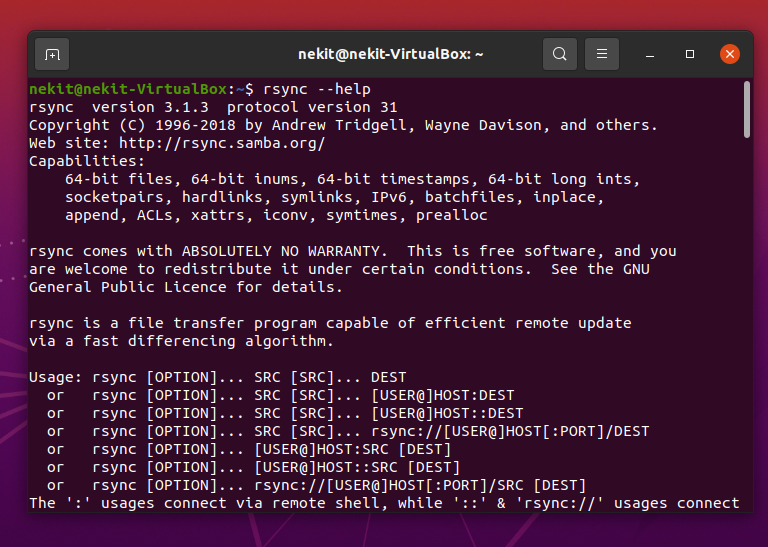 nekit@nekit-VirtualBox: ~
nekit@nekit-VirtualBox:~$ rsync --help
rsync  version 3.1.3  protocol version 31
Copyright (C) 1996-2018 by Andrew Tridgell, Wayne Davison, and others.
Web site: http://rsync.samba.org/
Capabilities:
    64-bit files, 64-bit inums, 64-bit timestamps, 64-bit long ints,
    socketpairs, hardlinks, symlinks, IPv6, batchfiles, inplace,
    append, ACLs, xattrs, iconv, symtimes, prealloc

rsync comes with ABSOLUTELY NO WARRANTY.  This is free software, and you
are welcome to redistribute it under certain conditions.  See the GNU
General Public Licence for details.

rsync is a file transfer program capable of efficient remote update
via a fast differencing algorithm.

Usage: rsync [OPTION]... SRC [SRC]... DEST
  or   rsync [OPTION]... SRC [SRC]... [USER@]HOST:DEST
  or   rsync [OPTION]... SRC [SRC]... [USER@]HOST::DEST
  or   rsync [OPTION]... SRC [SRC]... rsync://[USER@]HOST[:PORT]/DEST
  or   rsync [OPTION]... [USER@]HOST:SRC [DEST]
  or   rsync [OPTION]... [USER@]HOST::SRC [DEST]
  or   rsync [OPTION]... rsync://[USER@]HOST[:PORT]/SRC [DEST]
The ':' usages connect via remote shell, while '::' & 'rsync://' usages connect